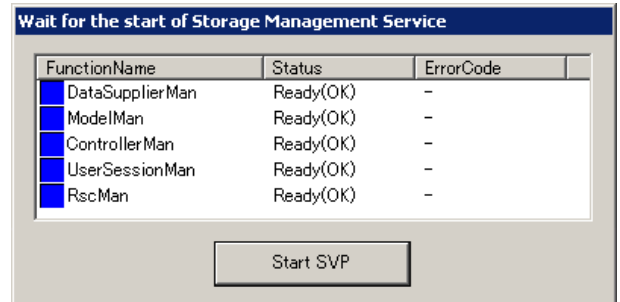 Wait for the start of Storage Management Service
FunctionName Status ErrorCode
DataSupplierMan Ready(OK) -
ModelMan Ready(OK) -
ControllerMan Ready(OK) -
UserSessionMan Ready(OK) -
RscMan Ready(OK) -
Start SVP